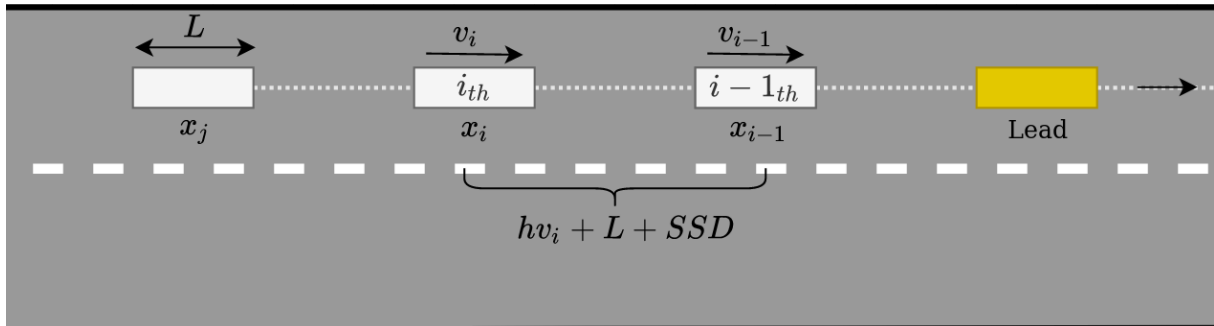 L
v_i
v_{i-1}
i_{th}
i - 1_{th}
x_j
x_i
x_{i-1}
Lead
hv_i + L + SSD